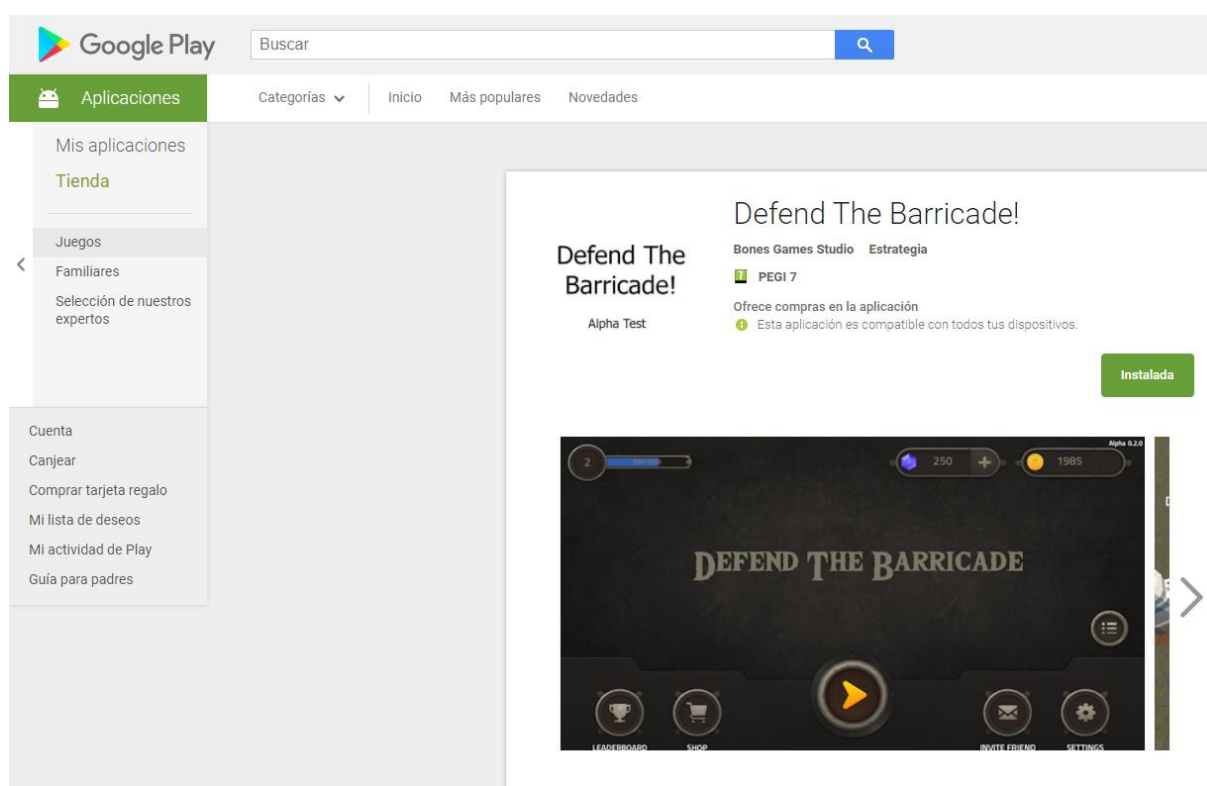 Google Play
Buscar
Aplicaciones
Categorías
Inicio
Más populares
Novedades
Mis aplicaciones
Tienda
Juegos
Familiares
Selección de nuestros
expertos
Cuenta
Canjear
Comprar tarjeta regalo
Mi lista de deseos
Mi actividad de Play
Guía para padres
Defend The
Barricade!
Alpha Test
Defend The Barricade!
Bones Games Studio Estrategia
7 PEGI 7
Ofrece compras en la aplicación
Esta aplicación es compatible con todos tus dispositivos.
Instalada
Alpha 0.2.0
2
250
1985
DEFEND THE BARRICADE
LEADERBOARD
SHOP
INVITE FRIEND
SETTINGS